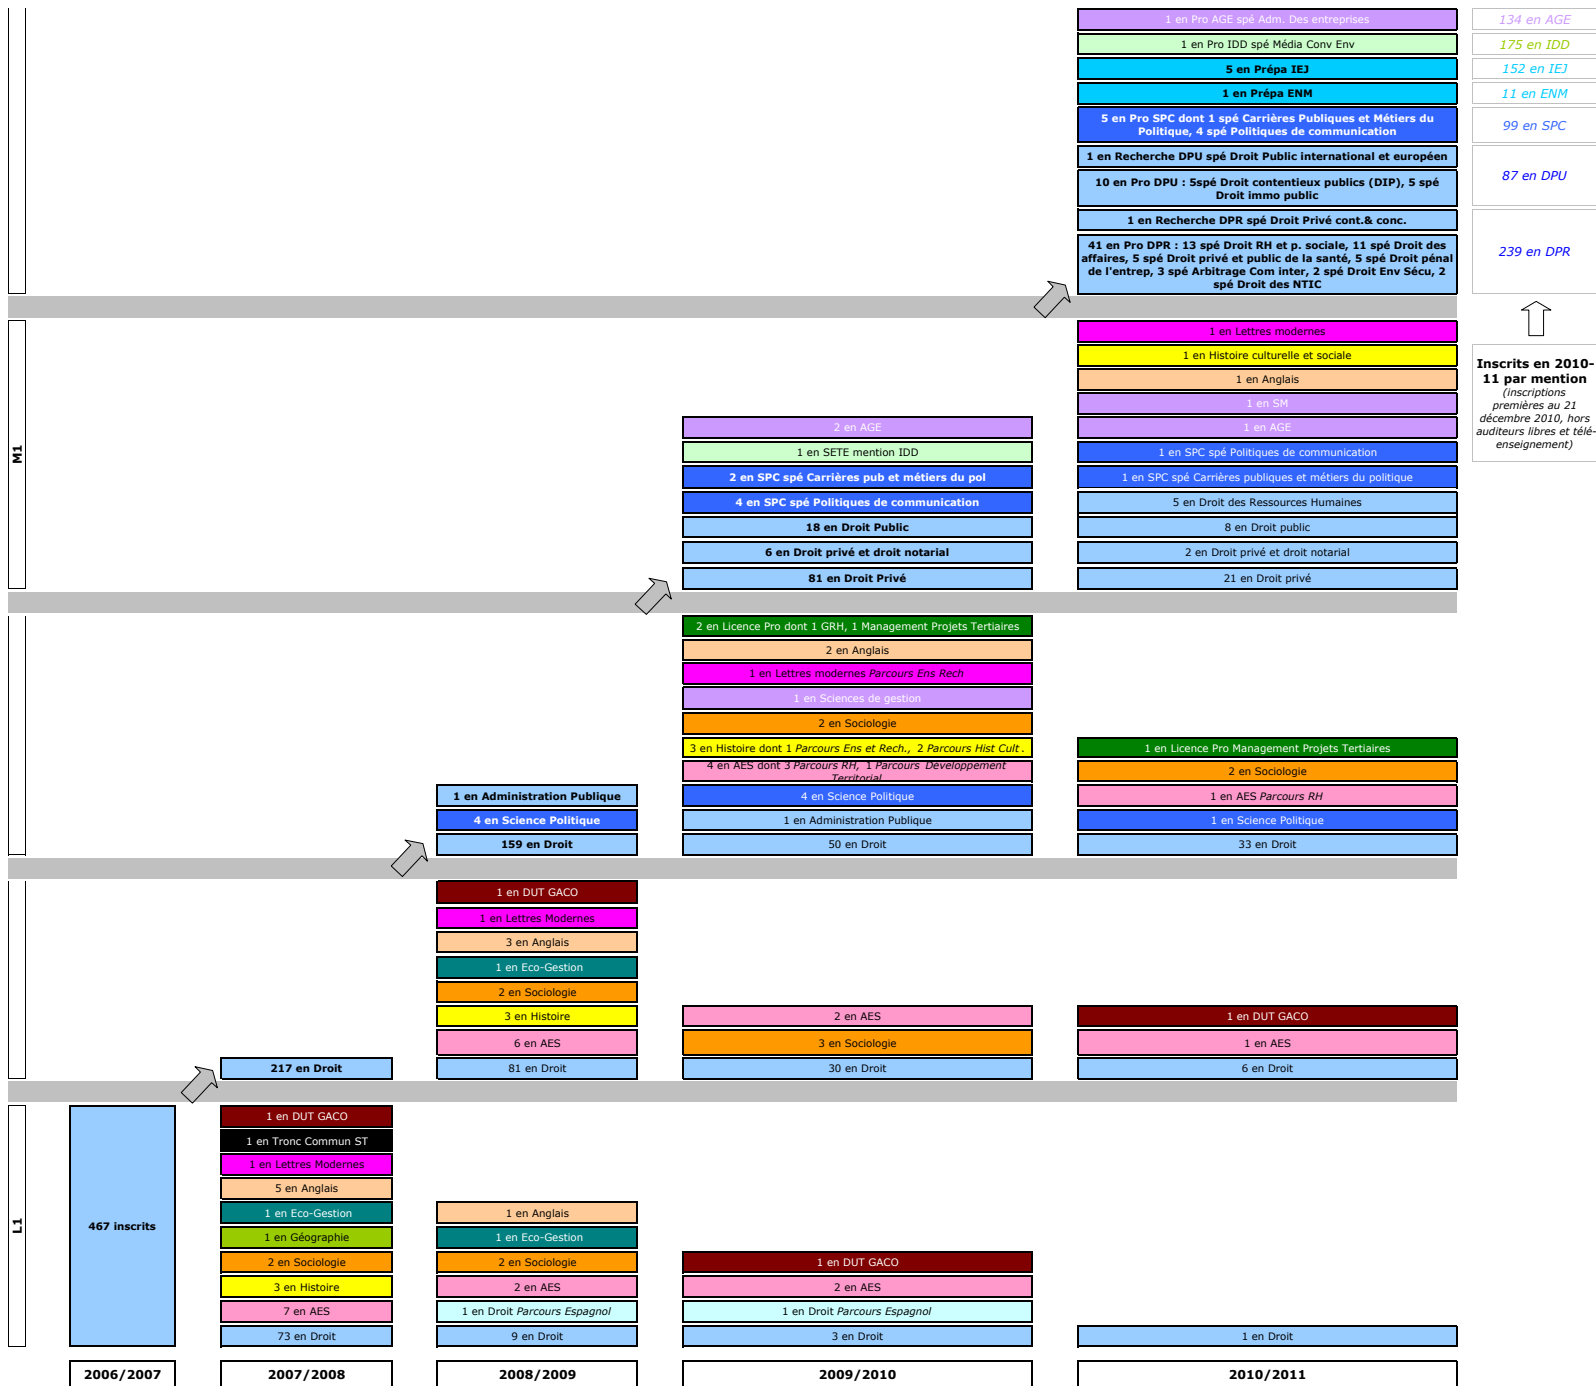 1 en Pro AGE spé Adm. Des entreprises
134 en AGE
1 en Pro IDD spé Média Conv Env
175 en IDD
5 en Prépa IEJ
152 en IEJ
1 en Prépa ENM
11 en ENM
5 en Pro SPC dont 1 spé Carrières Publiques et Métiers du
Politique, 4 spé Politiques de communication
99 en SPC
1 en Recherche DPU spé Droit Public international et européen
10 en Pro DPU : 5spé Droit contentieux publics (DIP), 5 spé
Droit immo public
87 en DPU
1 en Recherche DPR spé Droit Privé cont.& conc.
41 en Pro DPR : 13 spé Droit RH et p. sociale, 11 spé Droit des
affaires, 5 spé Droit privé et public de la santé, 5 spé Droit pénal
de l'entrep, 3 spé Arbitrage Com inter, 2 spé Droit Env Sécu, 2
spé Droit des NTIC
239 en DPR
M1
1 en Lettres modernes
1 en Histoire culturelle et sociale
1 en Anglais
1 en SM
1 en AGE
1 en SPC spé Politiques de communication
1 en SPC spé Carrières publiques et métiers du politique
5 en Droit des Ressources Humaines
8 en Droit public
2 en Droit privé et droit notarial
21 en Droit privé
Inscrits en 2010-
11 par mention
(inscriptions
premières au 21
décembre 2010, hors
auditeurs libres et télé-
enseignement)
2 en AGE
1 en SETE mention IDD
2 en SPC spé Carrières pub et métiers du pol
4 en SPC spé Politiques de communication
18 en Droit Public
6 en Droit privé et droit notarial
81 en Droit Privé
2 en Licence Pro dont 1 GRH, 1 Management Projets Tertiaires
2 en Anglais
1 en Lettres modernes Parcours Ens Rech
1 en Sciences de gestion
2 en Sociologie
3 en Histoire dont 1 Parcours Ens et Rech., 2 Parcours Hist Cult .
4 en AES dont 3 Parcours RH, 1 Parcours Développement
Territorial
4 en Science Politique
1 en Administration Publique
50 en Droit
1 en Licence Pro Management Projets Tertiaires
2 en Sociologie
1 en AES Parcours RH
1 en Science Politique
33 en Droit
1 en Administration Publique
4 en Science Politique
159 en Droit
1 en DUT GACO
1 en Lettres Modernes
3 en Anglais
1 en Eco-Gestion
2 en Sociologie
3 en Histoire
6 en AES
81 en Droit
2 en AES
3 en Sociologie
30 en Droit
1 en DUT GACO
1 en AES
6 en Droit
217 en Droit
L1
467 inscrits
1 en DUT GACO
1 en Tronc Commun ST
1 en Lettres Modernes
5 en Anglais
1 en Eco-Gestion
1 en Géographie
2 en Sociologie
3 en Histoire
7 en AES
73 en Droit
1 en Anglais
1 en Eco-Gestion
2 en Sociologie
2 en AES
1 en Droit Parcours Espagnol
9 en Droit
1 en DUT GACO
2 en AES
1 en Droit Parcours Espagnol
3 en Droit
1 en Droit
2006/2007
2007/2008
2008/2009
2009/2010
2010/2011